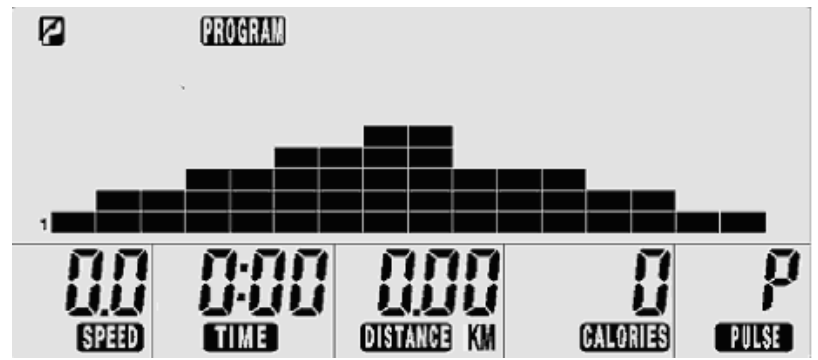 P PROGRAM
1
0.0 0:00 0.00 0 P
SPEED TIME DISTANCE KM CALORIES PULSE